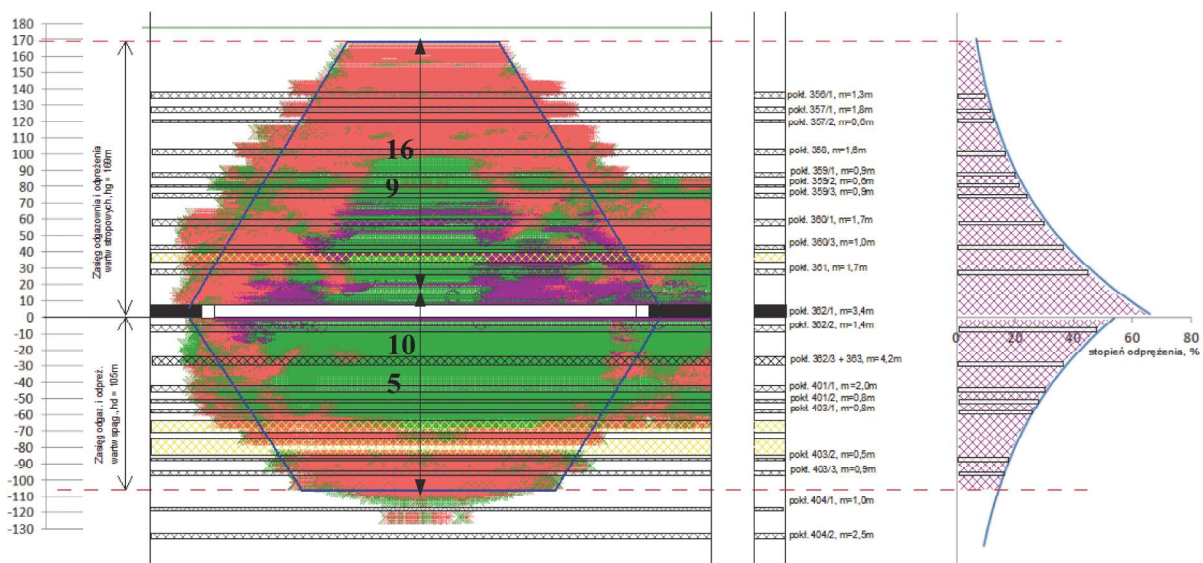 180
170
160
150
140
130
120
110
100
90
80
70
60
50
40
30
20
10
0
-10
-20
-30
-40
-50
-60
-70
-80
-90
-100
-110
-120
-130
Zasięg odgazowania i odprężenia
warstw stropowych, hg = 169m
Zasięg odgaz. i odpręż.
warstw spąg., hd = 105m
16
9
10
5
pokł. 356/1, m=1,3m
pokł. 357/1, m=1,8m
pokł. 357/2, m=0,6m
pokł. 358, m=1,6m
pokł. 359/1, m=0,9m
pokł. 359/2, m=0,6m
pokł. 359/3, m=0,9m
pokł. 360/1, m=1,7m
pokł. 360/3, m=1,0m
pokł. 361, m=1,7m
pokł. 362/1, m=3,4m
pokł. 362/2, m=1,4m
pokł. 362/3 + 363, m=4,2m
pokł. 401/1, m=2,0m
pokł. 401/2, m=0,8m
pokł. 403/1, m=0,8m
pokł. 403/2, m=0,5m
pokł. 403/3, m=0,9m
pokł. 404/1, m=1,0m
pokł. 404/2, m=2,5m
0 20 40 60 80
stopień odprężenia, %